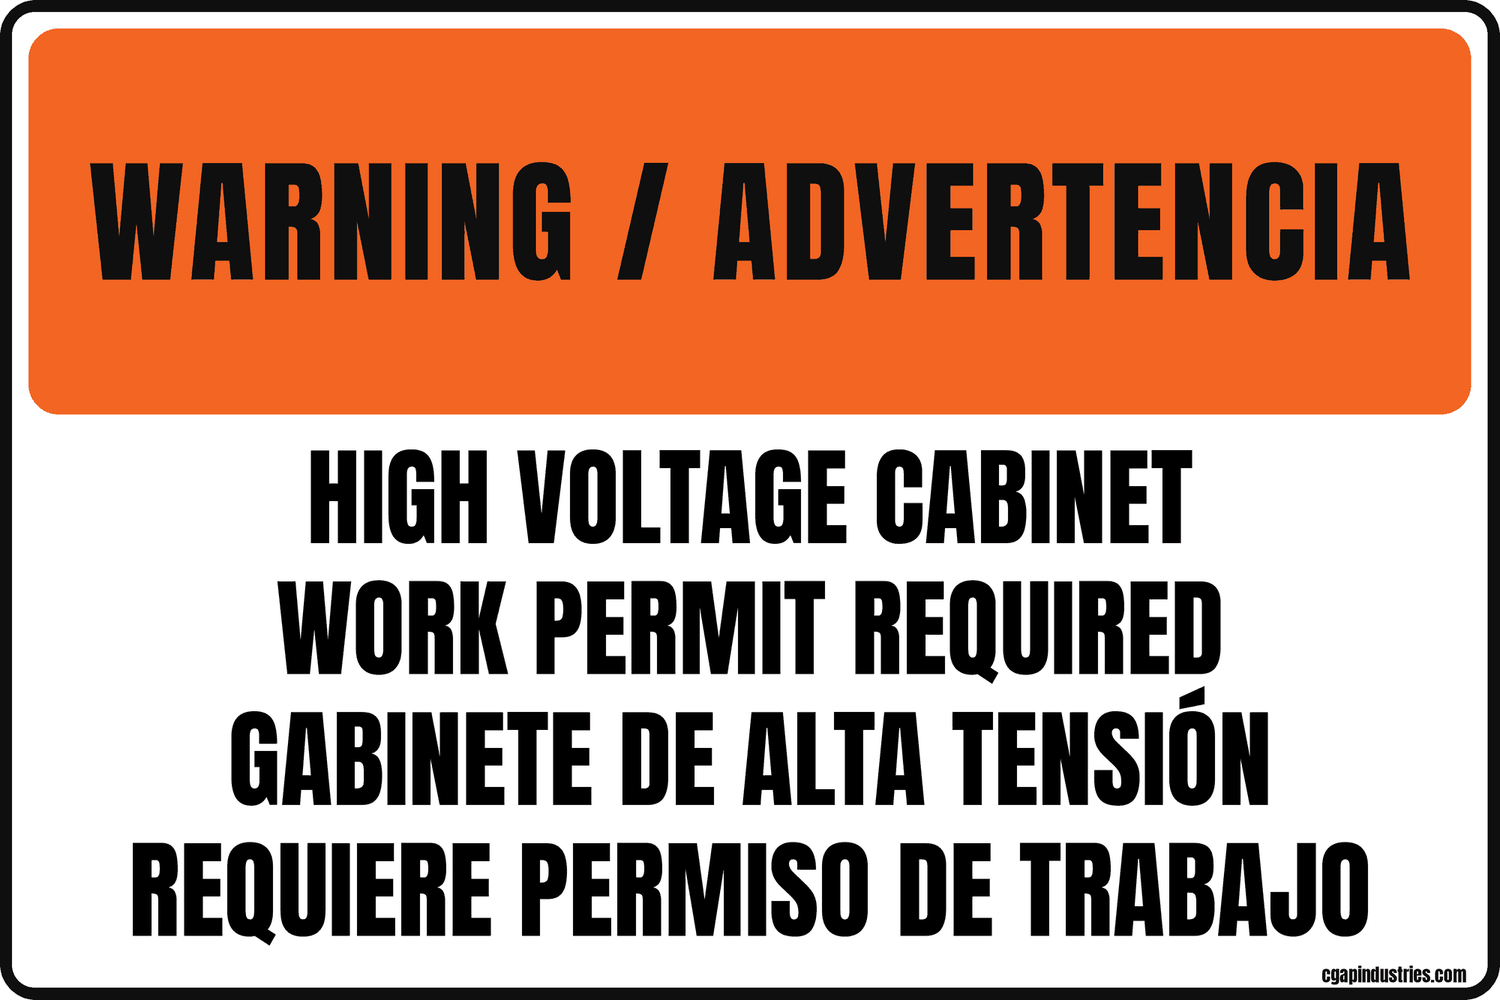 WARNING / ADVERTENCIA
HIGH VOLTAGE CABINET
WORK PERMIT REQUIRED
GABINETE DE ALTA TENSIÓN
REQUIERE PERMISO DE TRABAJO
cgapindustries.com